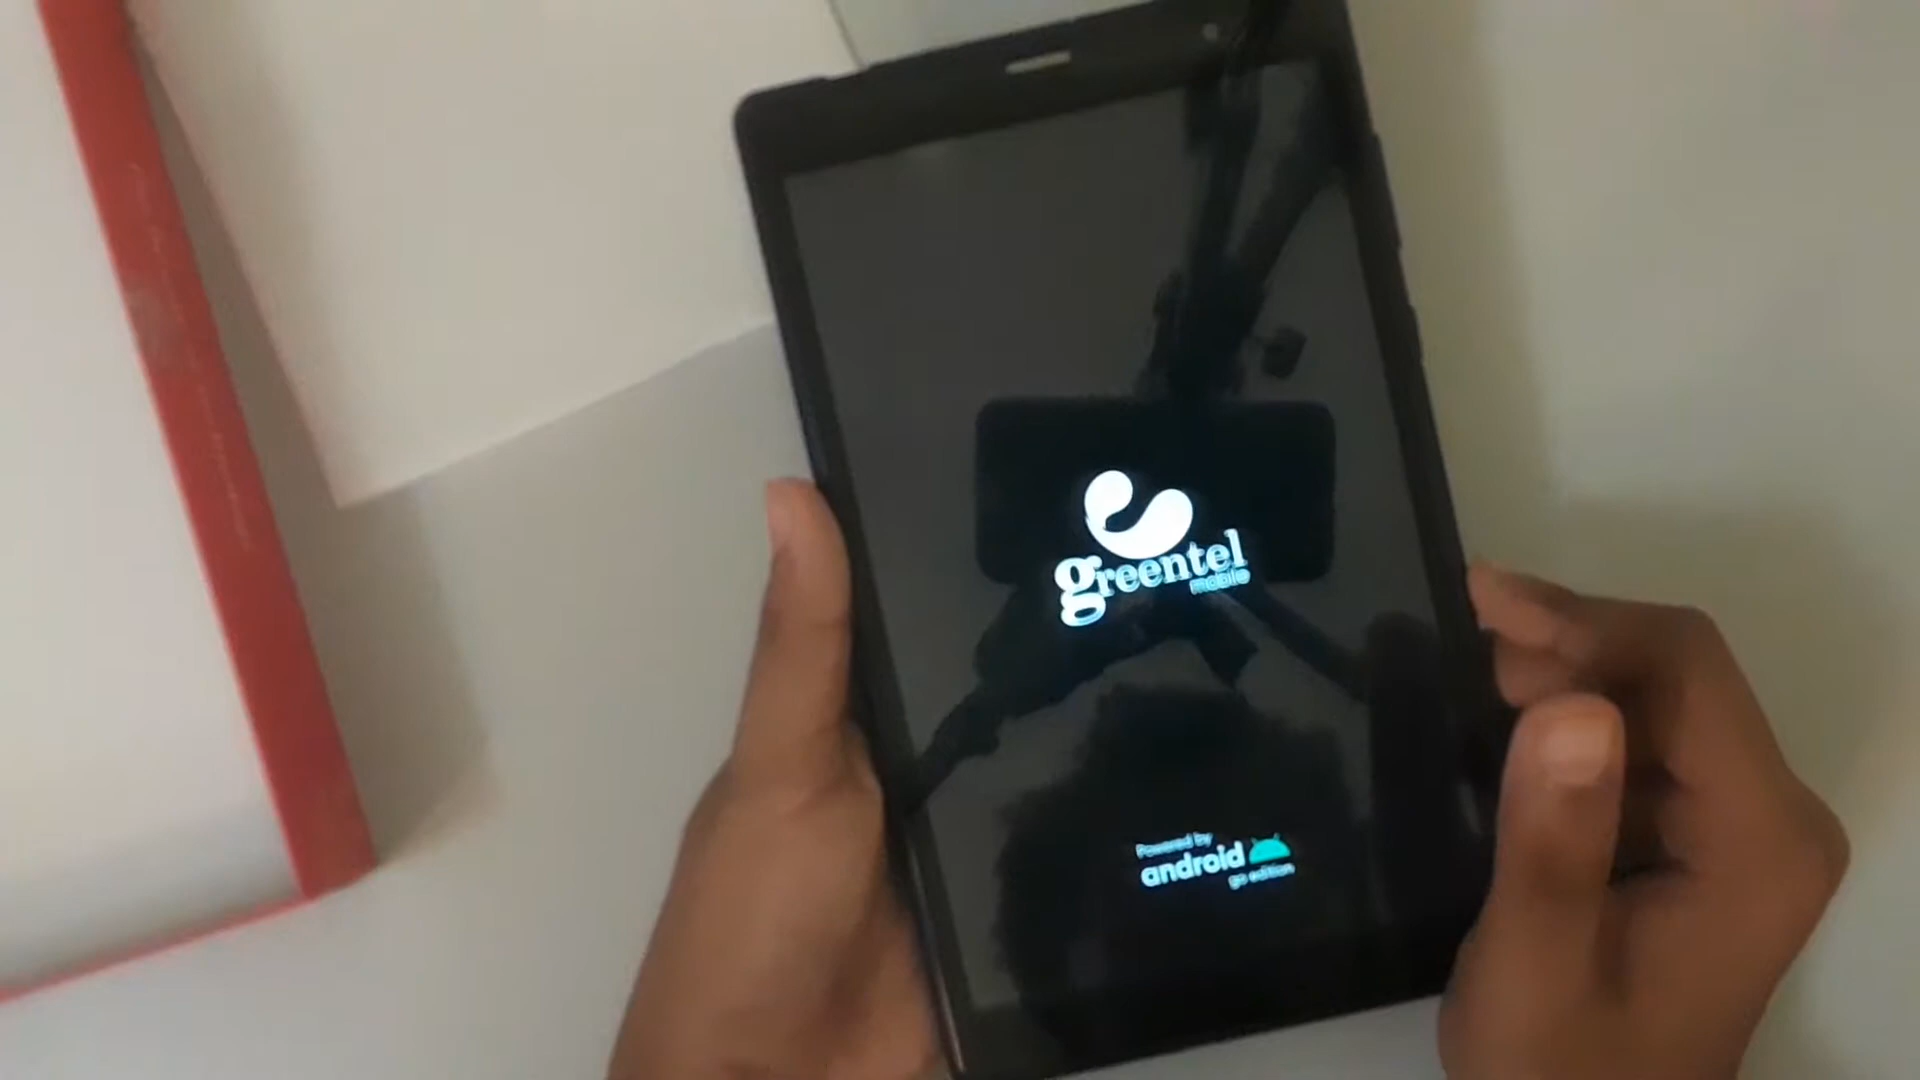 greentel
mobile
Powered by
android
go edition